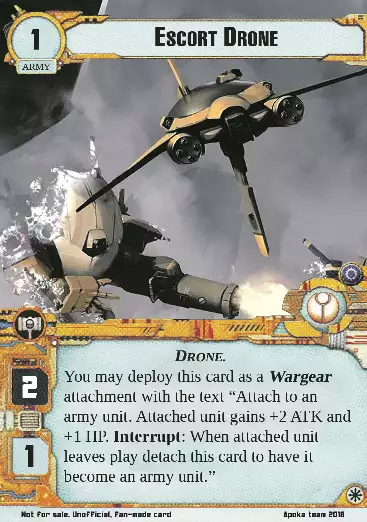 1
ESCORT DRONE
ARMY
DRONE.
2
You may deploy this card as a Wargear
attachment with the text “Attach to an
army unit. Attached unit gains +2 ATK and
+1 HP. Interrupt: When attached unit
1
leaves play detach this card to have it
become an army unit.”
Not for sale. Unofficial, Fan-made card
Apoka team 2018